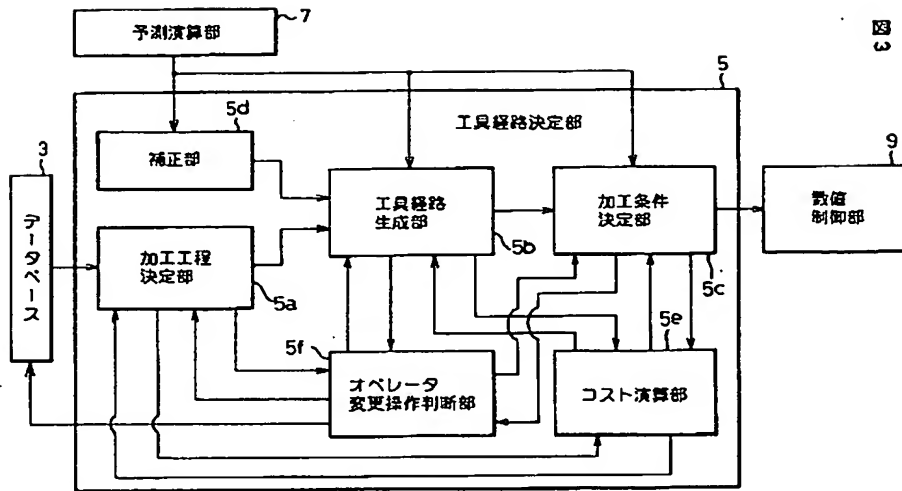 予測演算部
7
図3
5
工具経路決定部
5d
補正部
3
データベース
加工工程
決定部
5a
工具経路
生成部
5b
加工条件
決定部
5c
9
数値
制御部
5f
オペレータ
変更操作判断部
5e
コスト演算部